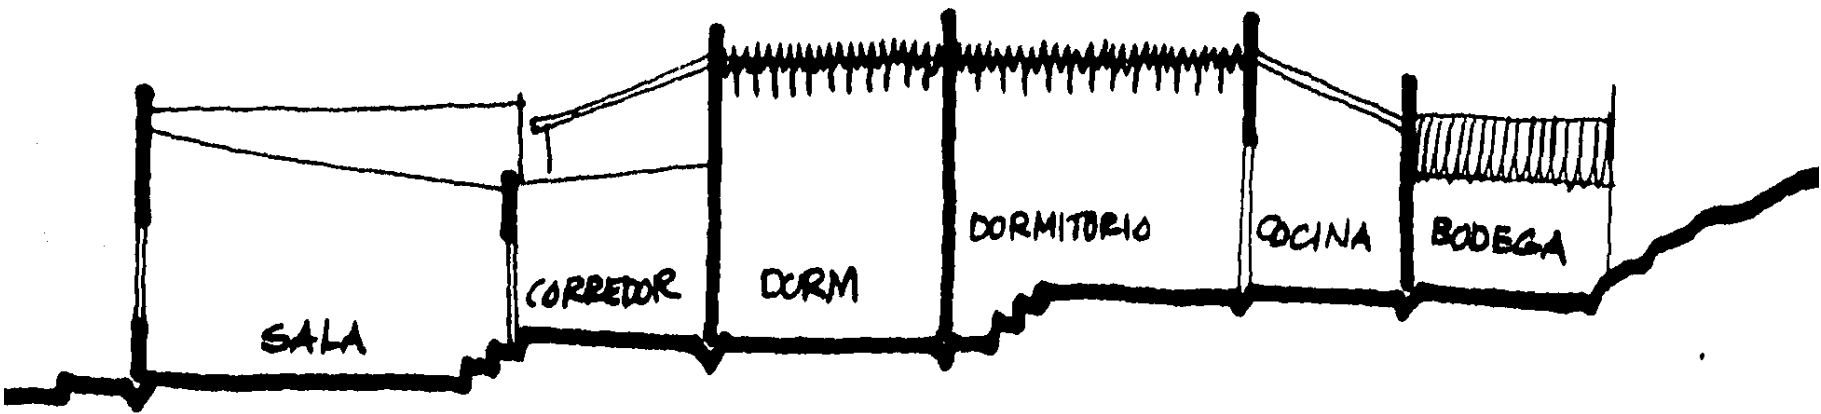 SALA
CORREDOR
DORM
DORMITORIO
COCINA
BODEGA